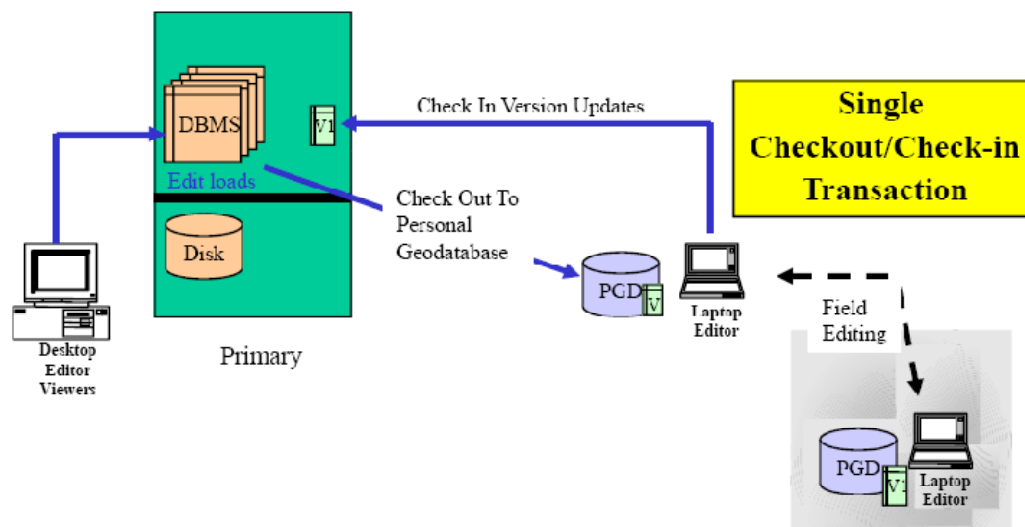 Single
Checkout/Check-in
Transaction
DBMS
V1
Check In Version Updates
Edit loads
Check Out To
Personal
Geodatabase
Disk
PGD
V
Laptop
Editor
Field
Editing
Desktop
Editor
Viewers
Primary
PGD
V1
Laptop
Editor